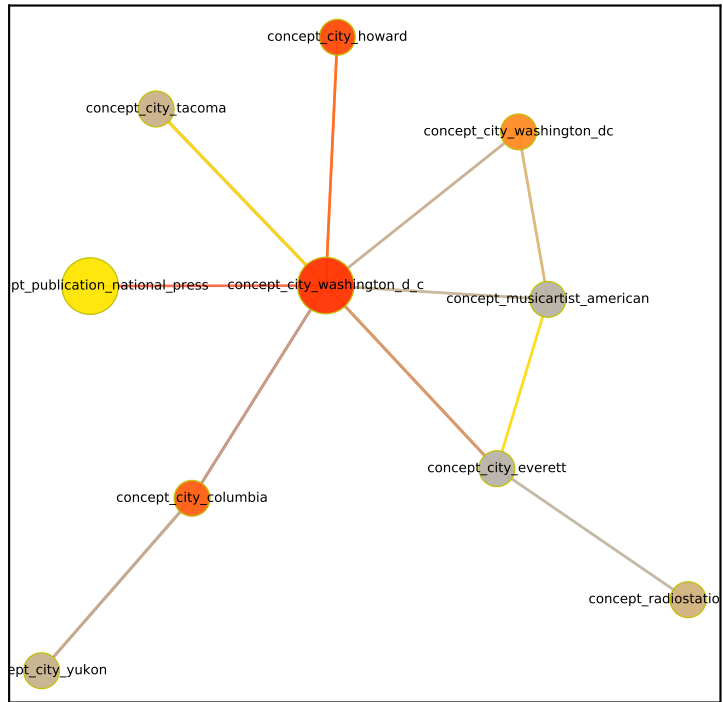 concept_city_howard
concept_city_tacoma
concept_city_washington_dc
pt_publication_national_press
concept_city_washington_d_c
concept_musicartist_american
concept_city_everett
concept_city_columbia
concept_radiostatio
ept_city_yukon